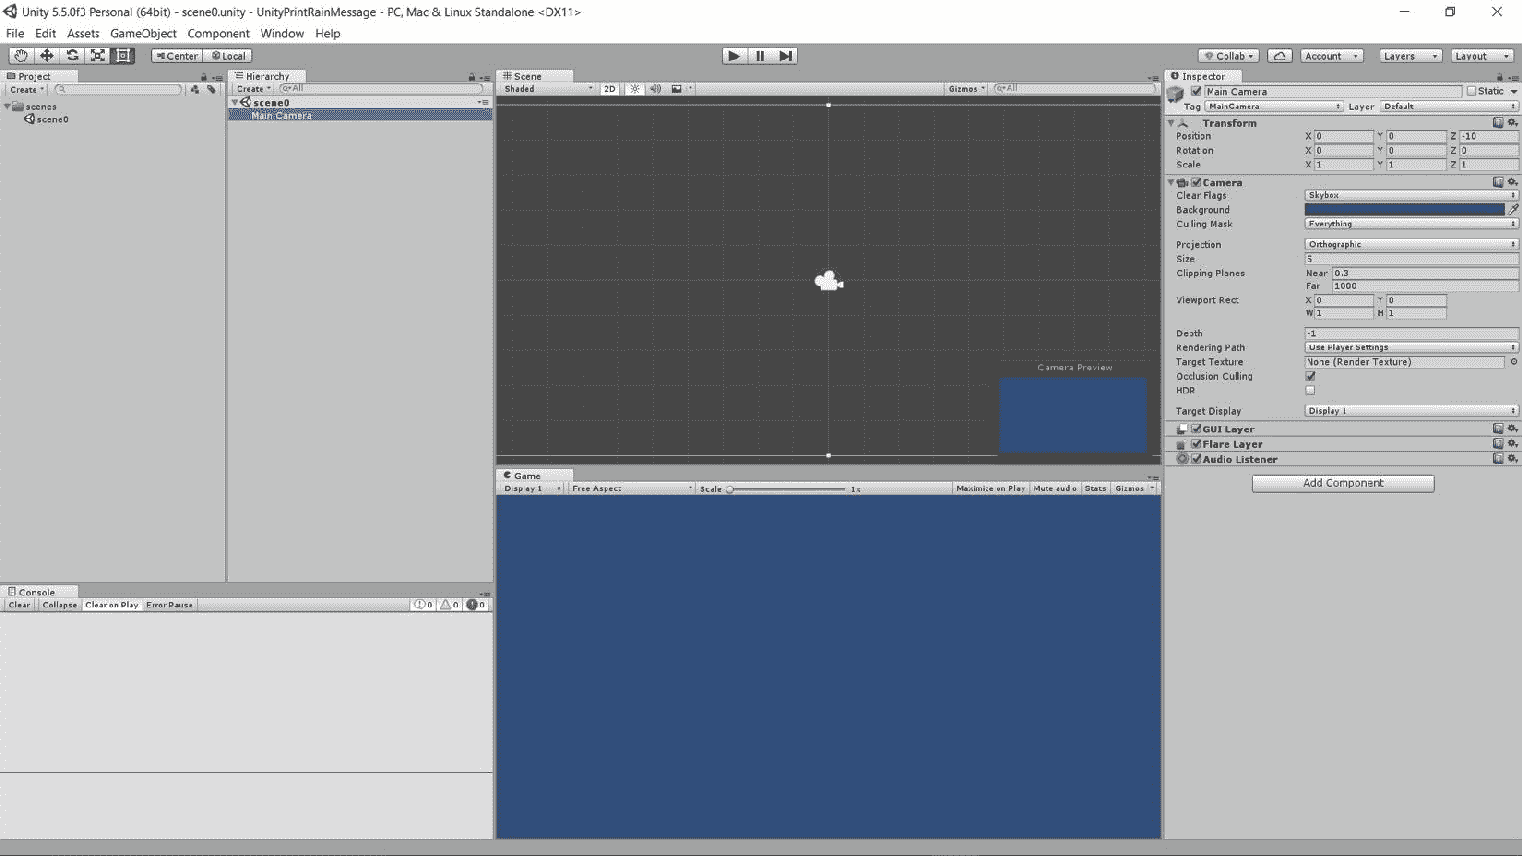 Unity 5.5.0f3 Personal (64bit) - scene0.unity - UnityPrintRainMessage - PC, Mac & Linux Standalone <DX11>
File Edit Assets GameObject Component Window Help
Center Local
Collab Account Layers Layout
Project
Create
scenes
scene0
Hierarchy
Create All
scene0
Main Camera
Scene
Shaded 2D Gizmos All
Camera Preview
Game
Display 1 Free Aspect Scale 1x Maximize on Play Mute audio Stats Gizmos
Console
Clear Collapse Clear on Play Error Pause 0 0 0
Inspector
Main Camera Static
Tag MainCamera Layer Default
Transform
Position X 0 Y 0 Z -10
Rotation X 0 Y 0 Z 0
Scale X 1 Y 1 Z 1
Camera
Clear Flags Skybox
Background
Culling Mask Everything
Projection Orthographic
Size 5
Clipping Planes Near 0.3
Far 1000
Viewport Rect X 0 Y 0
W 1 H 1
Depth -1
Rendering Path Use Player Settings
Target Texture None (Render Texture)
Occlusion Culling
HDR
Target Display Display 1
GUI Layer
Flare Layer
Audio Listener
Add Component